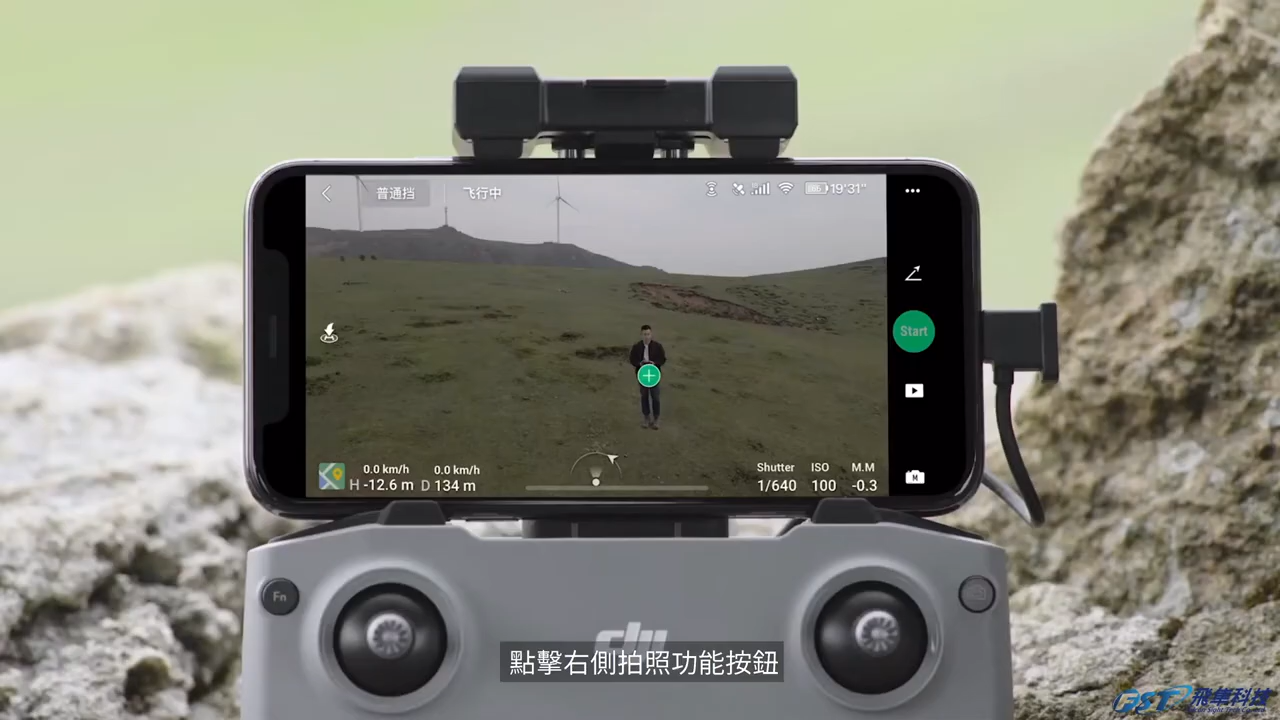 普通挡
飞行中
19'31"
Start
0.0 km/h
0.0 km/h
H -12.6 m
D 134 m
Shutter
ISO
M.M
1/640
100
-0.3
M
Fn
dji
點擊右側拍照功能按鈕
飛隼科技